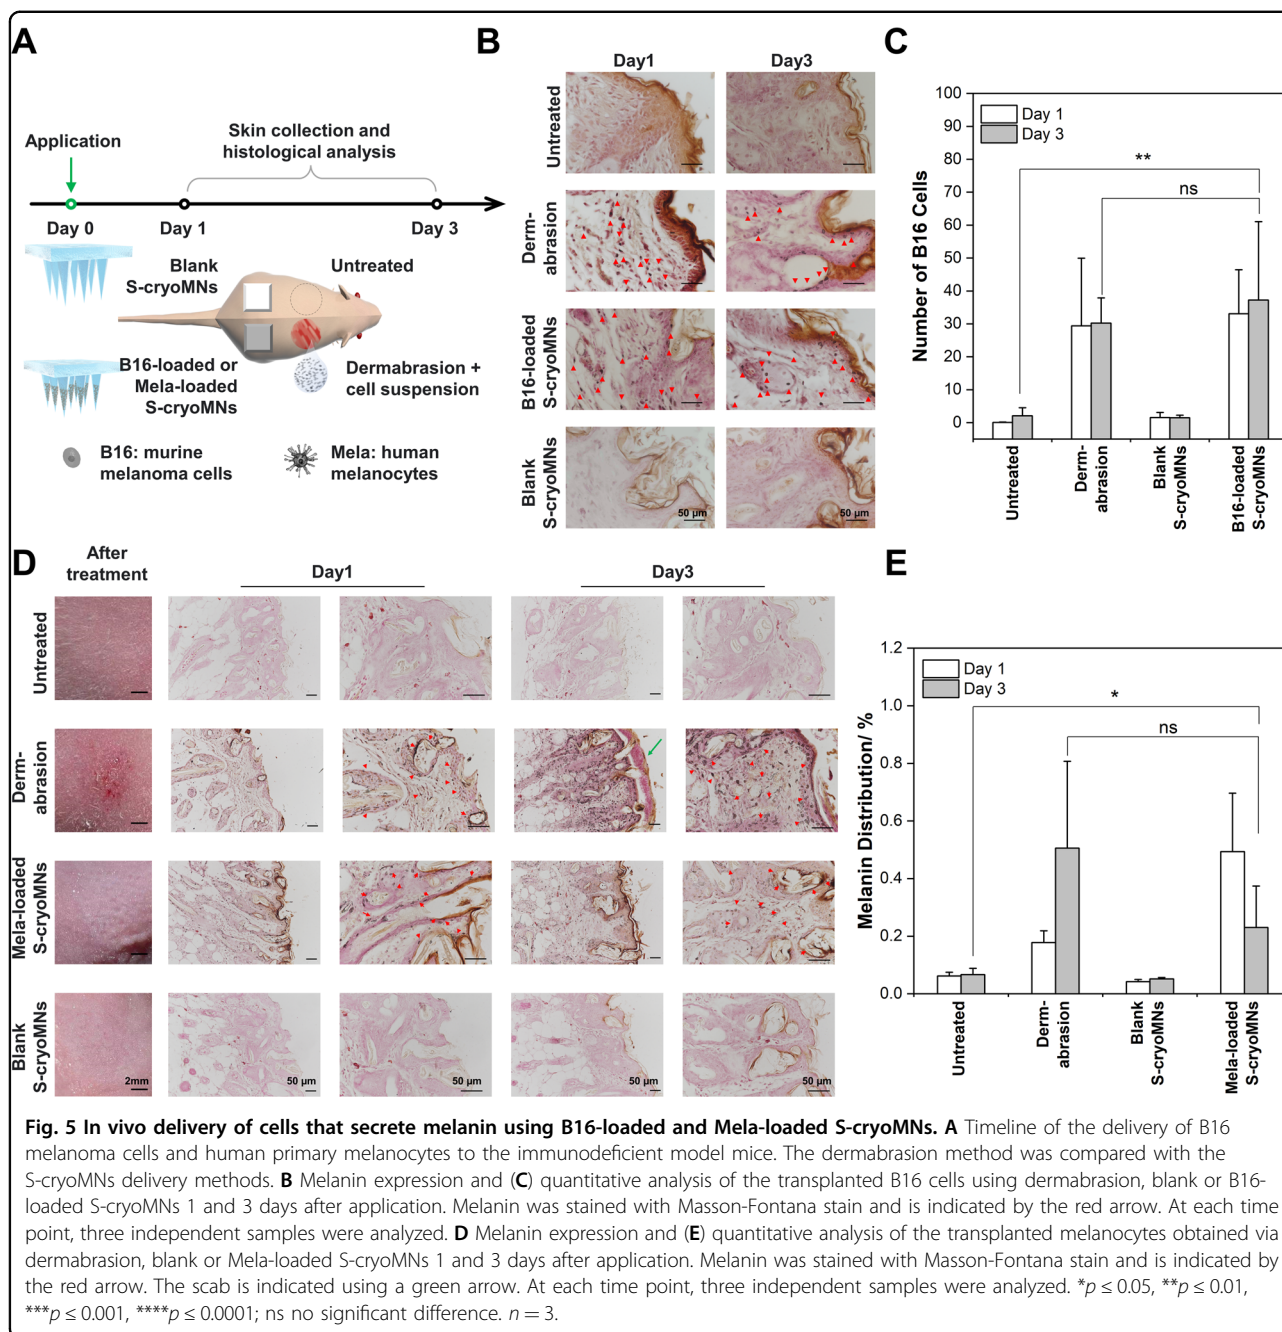 A
Application
Skin collection and
histological analysis
Day 0
Day 1
Day 3
Blank
S-cryoMNs
Untreated
B16-loaded or
Mela-loaded
S-cryoMNs
Dermabrasion +
cell suspension
B16: murine
melanoma cells
Mela: human
melanocytes
B
Day1
Day3
Untreated
Derm-
abrasion
B16-loaded
S-cryoMNs
Blank
S-cryoMNs
50 µm
50 µm
C
Number of B16 Cells
100
90
80
70
60
50
40
30
20
10
0
Day 1
Day 3
**
ns
Untreated
Derm-
abrasion
Blank
S-cryoMNs
B16-loaded
S-cryoMNs
D
After
treatment
Day1
Day3
Untreated
Derm-
abrasion
Mela-loaded
S-cryoMNs
Blank
S-cryoMNs
2mm
50 µm
50 µm
50 µm
50 µm
E
Melanin Distribution/ %
1.2
1.0
0.8
0.6
0.4
0.2
0.0
Day 1
Day 3
*
ns
Untreated
Derm-
abrasion
Blank
S-cryoMNs
Mela-loaded
S-cryoMNs
Fig. 5 In vivo delivery of cells that secrete melanin using B16-loaded and Mela-loaded S-cryoMNs. A Timeline of the delivery of B16
melanoma cells and human primary melanocytes to the immunodeficient model mice. The dermabrasion method was compared with the
S-cryoMNs delivery methods. B Melanin expression and (C) quantitative analysis of the transplanted B16 cells using dermabrasion, blank or B16-
loaded S-cryoMNs 1 and 3 days after application. Melanin was stained with Masson-Fontana stain and is indicated by the red arrow. At each time
point, three independent samples were analyzed. D Melanin expression and (E) quantitative analysis of the transplanted melanocytes obtained via
dermabrasion, blank or Mela-loaded S-cryoMNs 1 and 3 days after application. Melanin was stained with Masson-Fontana stain and is indicated by
the red arrow. The scab is indicated using a green arrow. At each time point, three independent samples were analyzed. *p ≤ 0.05, **p ≤ 0.01,
***p ≤ 0.001, ****p ≤ 0.0001; ns no significant difference. n = 3.